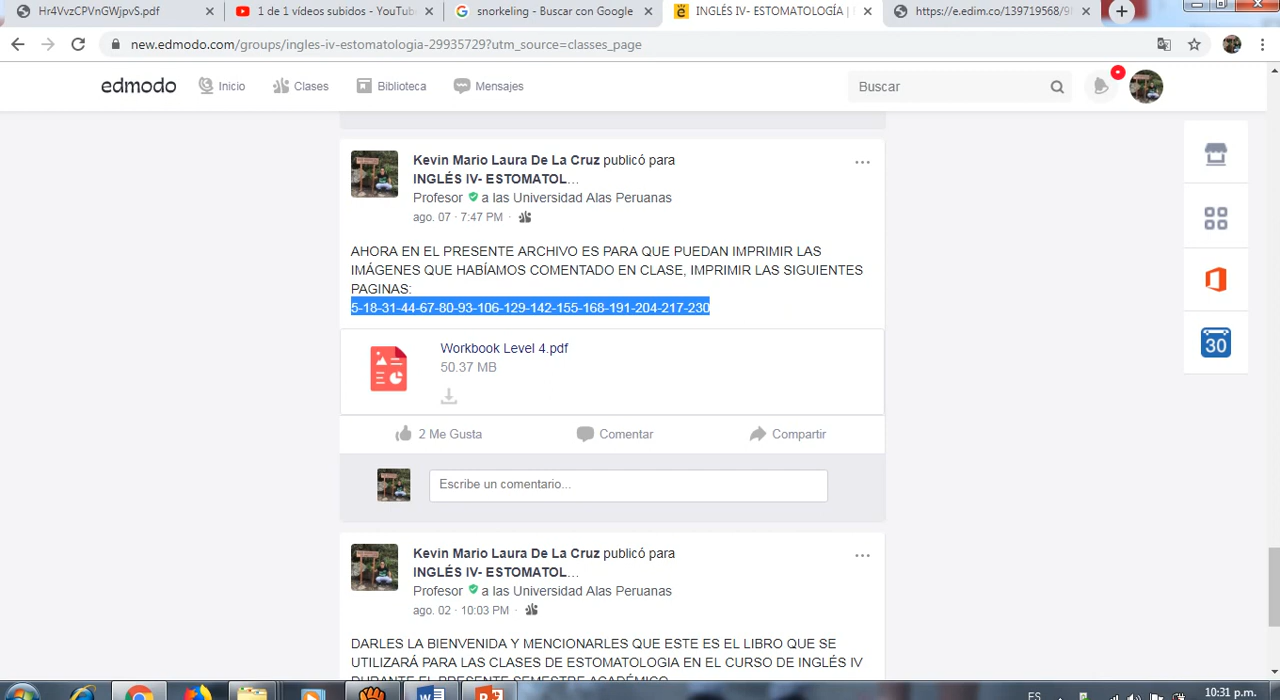 Hr4VvzCPVnGWjpvS.pdf
1 de 1 vídeos subidos - YouTube
snorkeling - Buscar con Google
INGLÉS IV- ESTOMATOLOGÍA |
https://e.edim.co/139719568/
new.edmodo.com/groups/ingles-iv-estomatologia-29935729?utm_source=classes_page
edmodo
Inicio
Clases
Biblioteca
Mensajes
Buscar
Kevin Mario Laura De La Cruz publicó para
INGLÉS IV- ESTOMATOL...
Profesor a las Universidad Alas Peruanas
ago. 07 · 7:47 PM ·
AHORA EN EL PRESENTE ARCHIVO ES PARA QUE PUEDAN IMPRIMIR LAS
IMÁGENES QUE HABÍAMOS COMENTADO EN CLASE, IMPRIMIR LAS SIGUIENTES
PAGINAS:
5-18-31-44-67-80-93-106-129-142-155-168-191-204-217-230
Workbook Level 4.pdf
50.37 MB
2 Me Gusta
Comentar
Compartir
Escribe un comentario...
30
Kevin Mario Laura De La Cruz publicó para
INGLÉS IV- ESTOMATOL...
Profesor a las Universidad Alas Peruanas
ago. 02 · 10:03 PM ·
DARLES LA BIENVENIDA Y MENCIONARLES QUE ESTE ES EL LIBRO QUE SE
UTILIZARÁ PARA LAS CLASES DE ESTOMATOLOGIA EN EL CURSO DE INGLÉS IV
DURANTE EL PRESENTE SEMESTRE ACADÉMICO
ES
10:31 p.m.